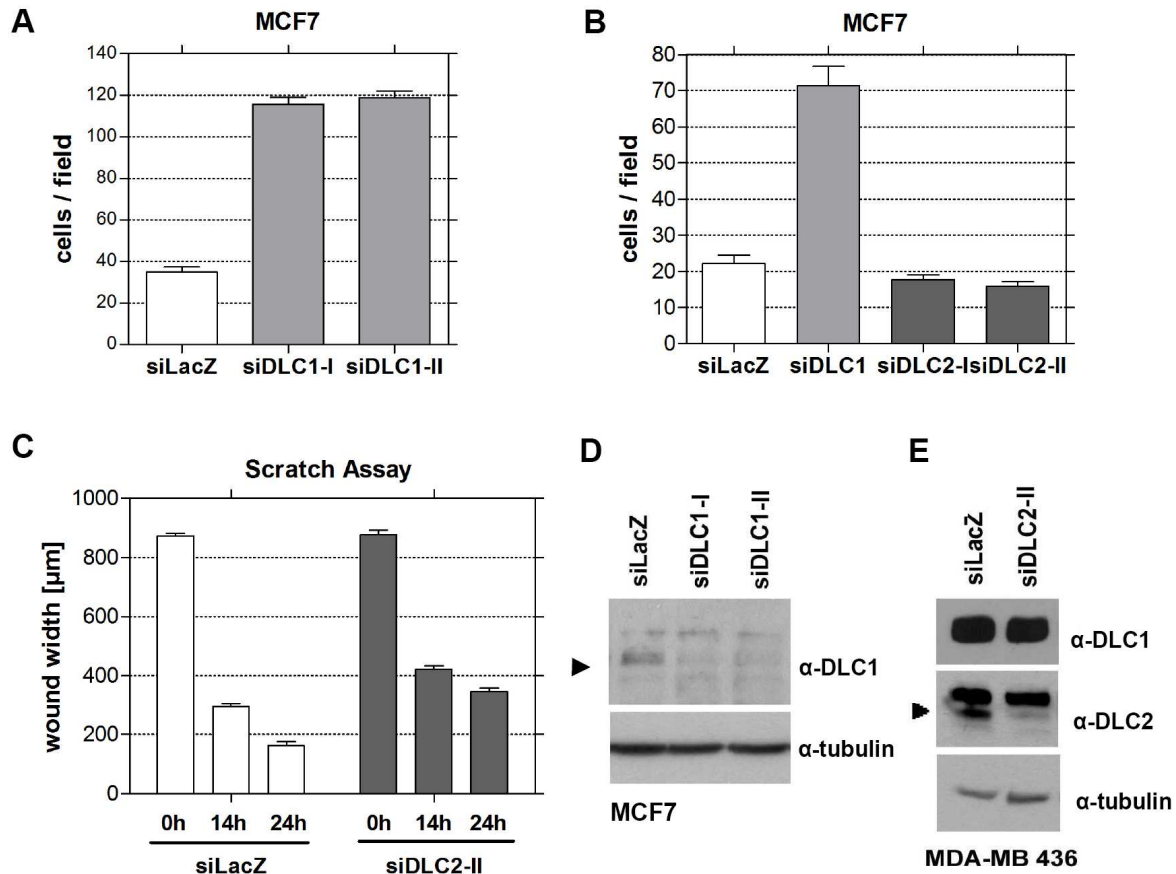 A
MCF7
140
120
100
80
60
40
20
0
cells / field
siLacZ siDLC1-I siDLC1-II
B
MCF7
80
70
60
50
40
30
20
10
0
cells / field
siLacZ siDLC1 siDLC2-I siDLC2-II
C
Scratch Assay
1000
800
600
400
200
0
wound width [µm]
0h 14h 24h 0h 14h 24h
siLacZ siDLC2-II
D
siLacZ
siDLC1-I
siDLC1-II
α-DLC1
α-tubulin
MCF7
E
siLacZ
siDLC2-II
α-DLC1
α-DLC2
α-tubulin
MDA-MB 436